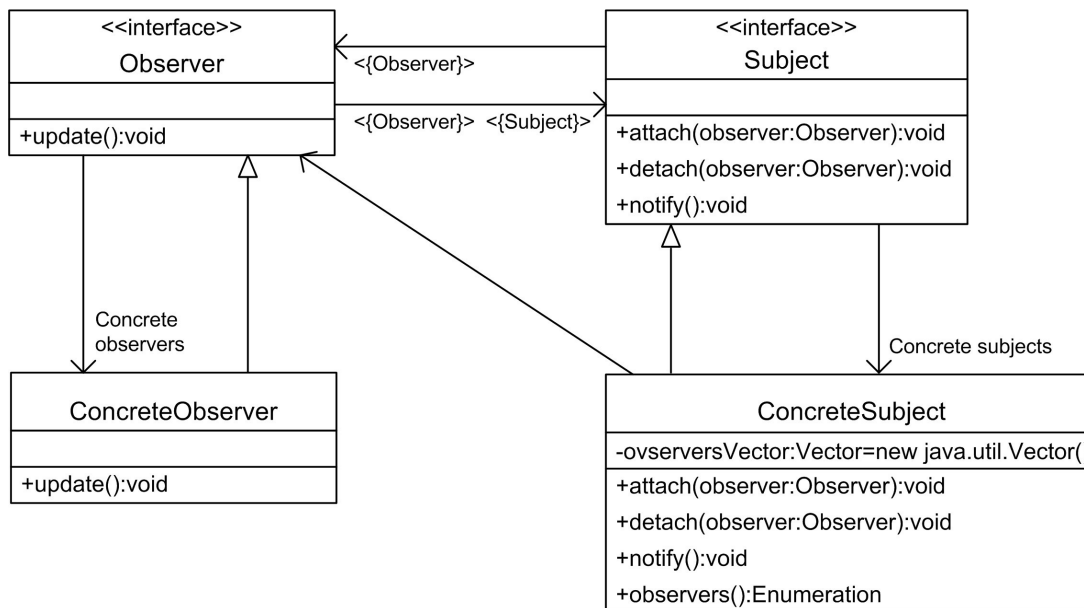 <<interface>>
Observer
+update():void
<{Observer}>
<{Observer}> <{Subject}>
<<interface>>
Subject
+attach(observer:Observer):void
+detach(observer:Observer):void
+notify():void
Concrete
observers
Concrete subjects
ConcreteObserver
+update():void
ConcreteSubject
-ovserversVector:Vector=new java.util.Vector(
+attach(observer:Observer):void
+detach(observer:Observer):void
+notify():void
+observers():Enumeration